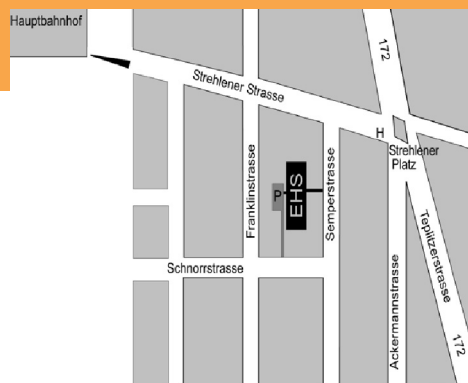 Hauptbahnhof
172
Strehlener Strasse
H
Strehlener
Platz
Franklinstrasse
P
EHS
Semperstrasse
Schnorrstrasse
Ackermannstrasse
Teplitzerstrasse
172